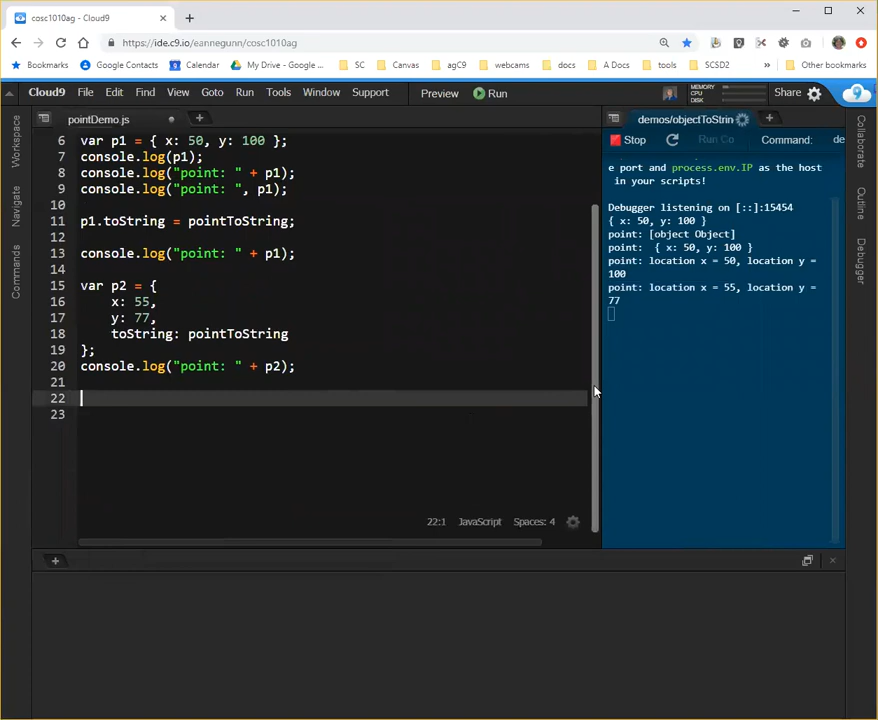 cosc1010ag - Cloud9
https://ide.c9.io/eannegunn/cosc1010ag
Bookmarks Google Contacts Calendar My Drive - Google SC Canvas agC9 webcams docs A Docs tools SCSD2 » Other bookmarks
Cloud9 File Edit Find View Goto Run Tools Window Support Preview Run MEMORY CPU DISK Share
Workspace
Navigate
Commands
pointDemo.js
6 var p1 = { x: 50, y: 100 };
7 console.log(p1);
8 console.log("point: " + p1);
9 console.log("point: ", p1);
10
11 p1.toString = pointToString;
12
13 console.log("point: " + p1);
14
15 var p2 = {
16 x: 55,
17 y: 77,
18 toString: pointToString
19 };
20 console.log("point: " + p2);
21
22
23
22:1 JavaScript Spaces: 4
demos/objectToStrin
Stop Run Co Command: de
e port and process.env.IP as the host
in your scripts!
Debugger listening on [::]:15454
{ x: 50, y: 100 }
point: [object Object]
point:  { x: 50, y: 100 }
point: location x = 50, location y =
100
point: location x = 55, location y =
77
Collaborate
Outline
Debugger